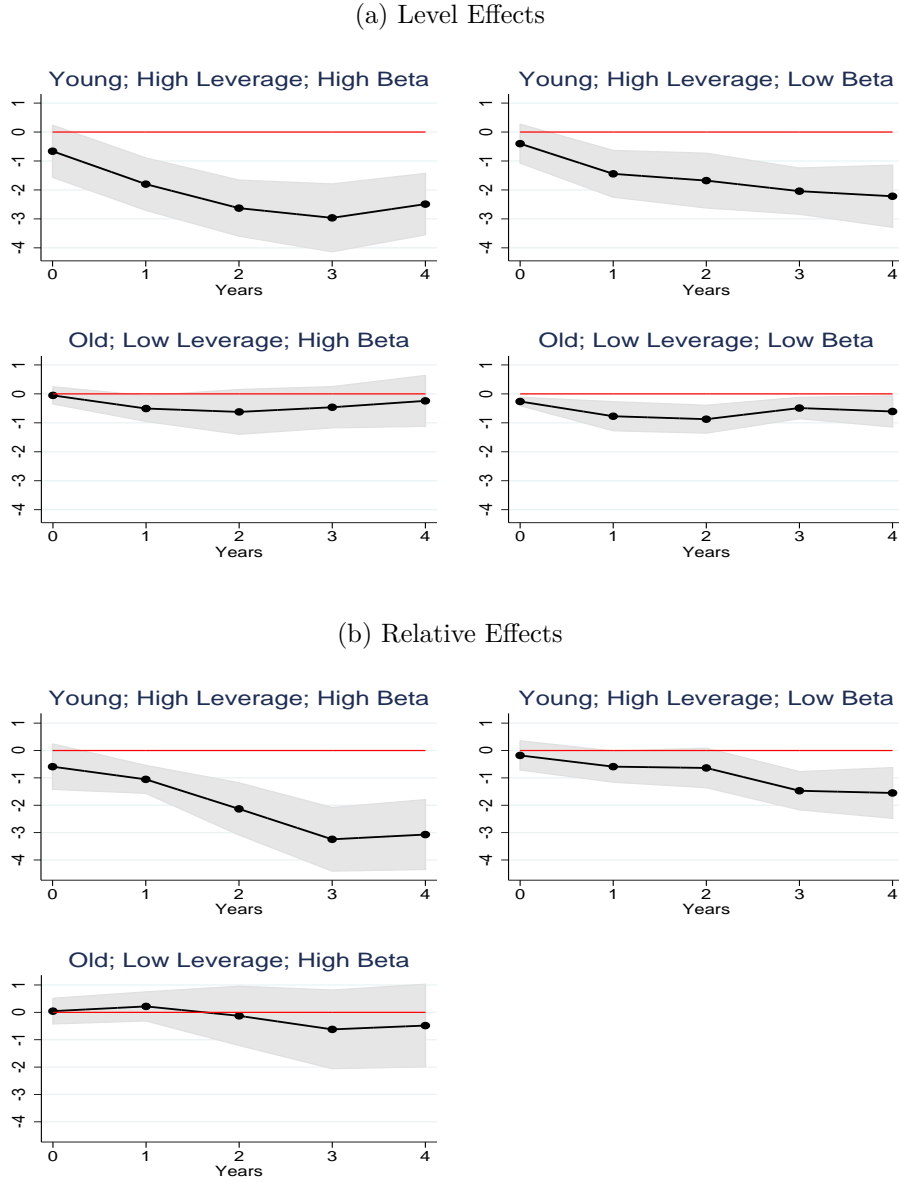 (a) Level Effects
Young; High Leverage; High Beta
1
0
-1
-2
-3
-4
0 1 2 3 4
Years
Young; High Leverage; Low Beta
1
0
-1
-2
-3
-4
0 1 2 3 4
Years
Old; Low Leverage; High Beta
1
0
-1
-2
-3
-4
0 1 2 3 4
Years
Old; Low Leverage; Low Beta
1
0
-1
-2
-3
-4
0 1 2 3 4
Years
(b) Relative Effects
Young; High Leverage; High Beta
1
0
-1
-2
-3
-4
0 1 2 3 4
Years
Young; High Leverage; Low Beta
1
0
-1
-2
-3
-4
0 1 2 3 4
Years
Old; Low Leverage; High Beta
1
0
-1
-2
-3
-4
0 1 2 3 4
Years